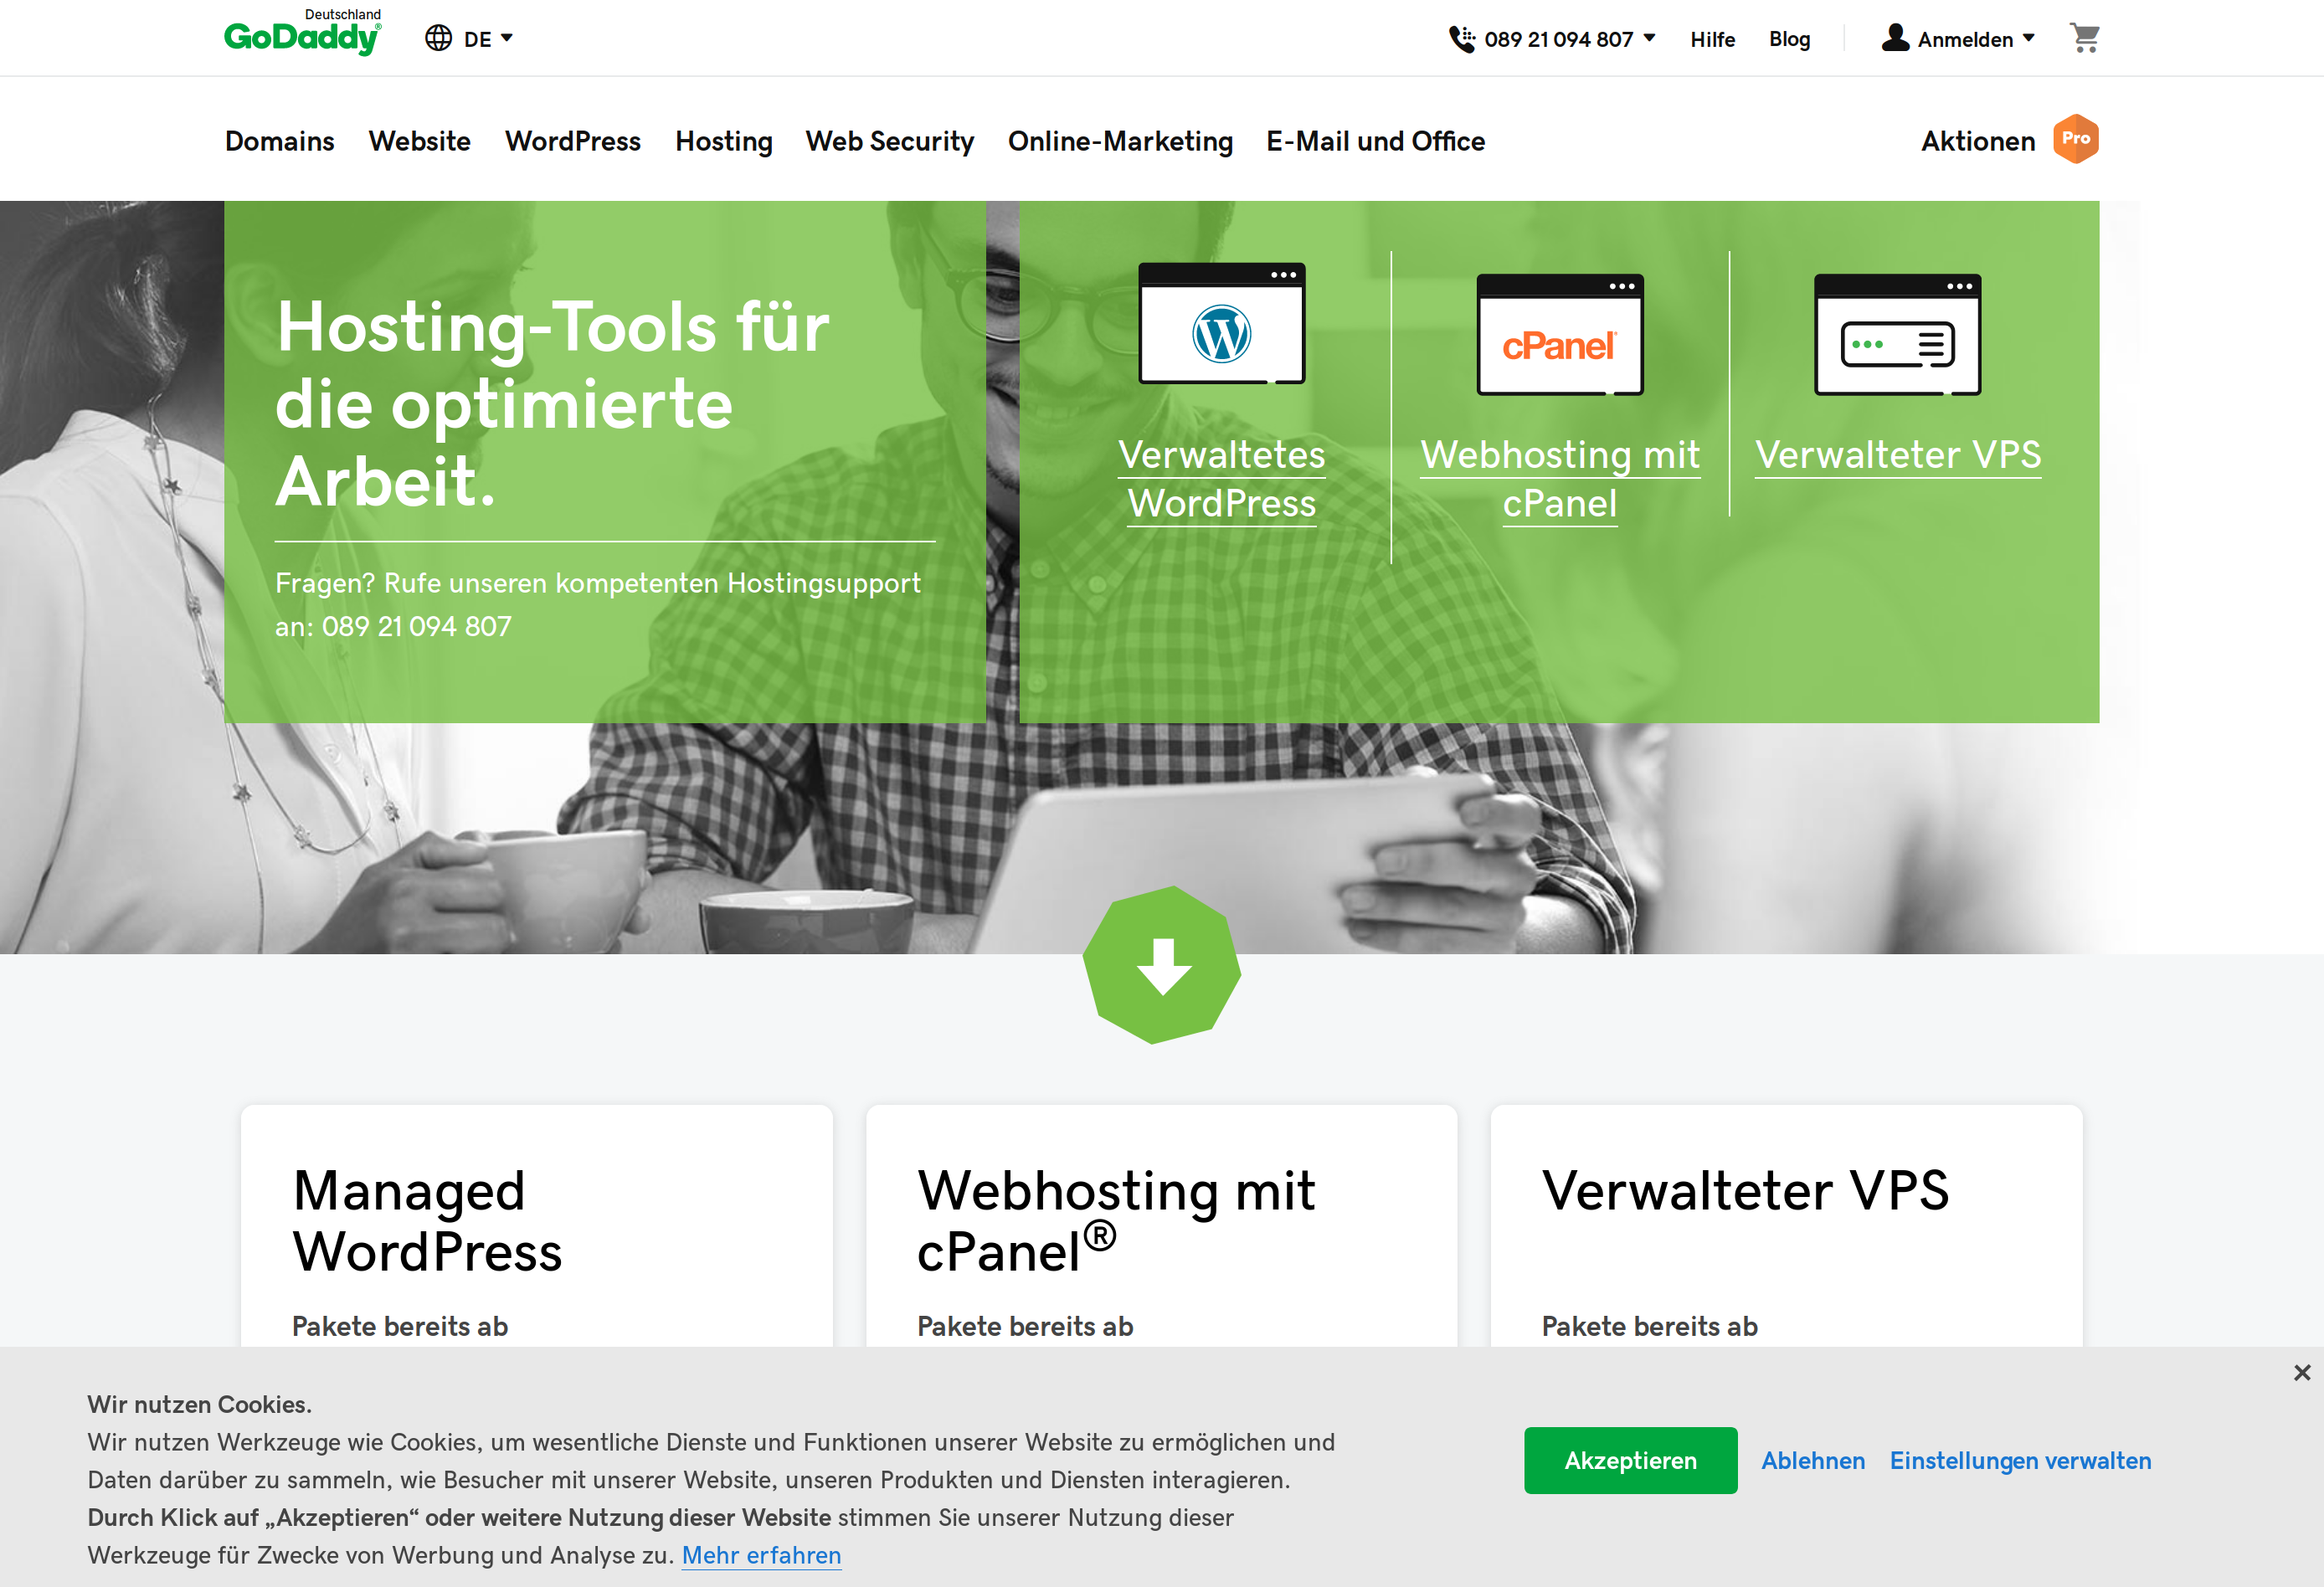 Deutschland
GoDaddy®
DE
089 21 094 807
Hilfe
Blog
Anmelden
Domains
Website
WordPress
Hosting
Web Security
Online-Marketing
E-Mail und Office
Aktionen
Pro
Hosting-Tools für
die optimierte
Arbeit.
Fragen? Rufe unseren kompetenten Hostingsupport
an: 089 21 094 807
W
Verwaltetes
WordPress
cPanel®
Webhosting mit
cPanel
Verwalteter VPS
Managed
WordPress
Pakete bereits ab
Webhosting mit
cPanel®
Pakete bereits ab
Verwalteter VPS
Pakete bereits ab
Wir nutzen Cookies.
Wir nutzen Werkzeuge wie Cookies, um wesentliche Dienste und Funktionen unserer Website zu ermöglichen und
Daten darüber zu sammeln, wie Besucher mit unserer Website, unseren Produkten und Diensten interagieren.
Durch Klick auf „Akzeptieren“ oder weitere Nutzung dieser Website stimmen Sie unserer Nutzung dieser
Werkzeuge für Zwecke von Werbung und Analyse zu. Mehr erfahren
Akzeptieren
Ablehnen
Einstellungen verwalten